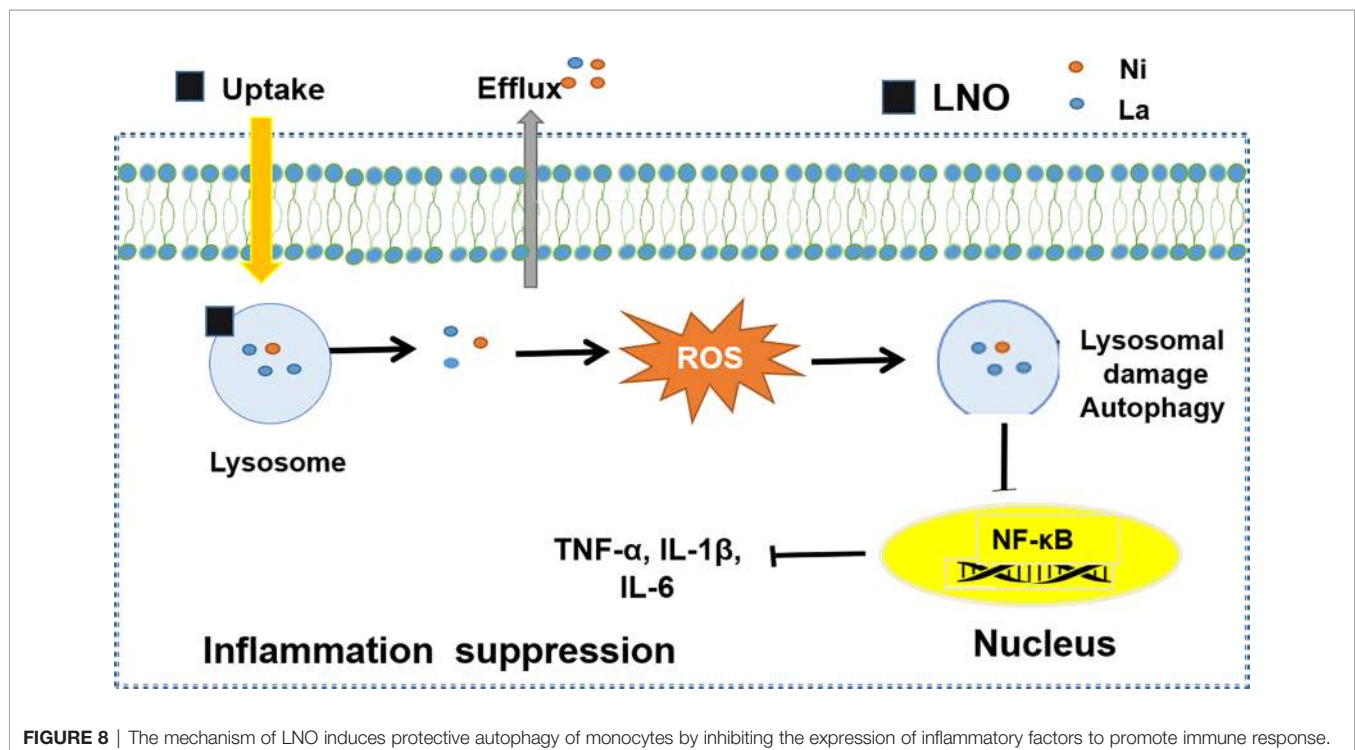 Uptake
Efflux
LNO
Ni
La
ROS
Lysosomal
damage
Autophagy
Lysosome
NF-κB
TNF-α, IL-1β,
IL-6
Inflammation suppression
Nucleus
FIGURE 8 | The mechanism of LNO induces protective autophagy of monocytes by inhibiting the expression of inflammatory factors to promote immune response.